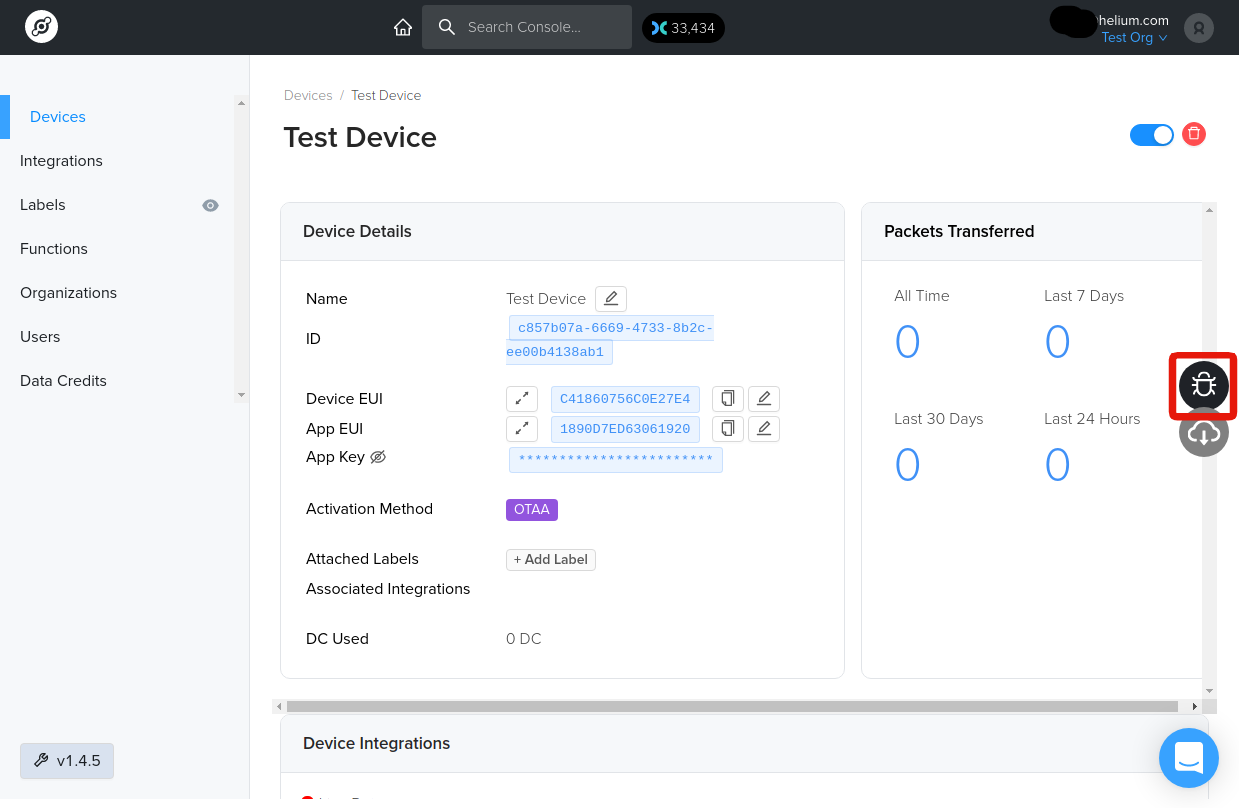 Search Console...
33,434
helium.com
Test Org
Devices
Integrations
Labels
Functions
Organizations
Users
Data Credits
v1.4.5
Devices / Test Device
Test Device
Device Details
Name
Test Device
ID
c857b07a-6669-4733-8b2c-
ee00b4138ab1
Device EUI
C41860756C0E27E4
App EUI
1890D7ED63061920
App Key
************************
Activation Method
OTAA
Attached Labels
+ Add Label
Associated Integrations
DC Used
0 DC
Packets Transferred
All Time
Last 7 Days
0
0
Last 30 Days
Last 24 Hours
0
0
Device Integrations